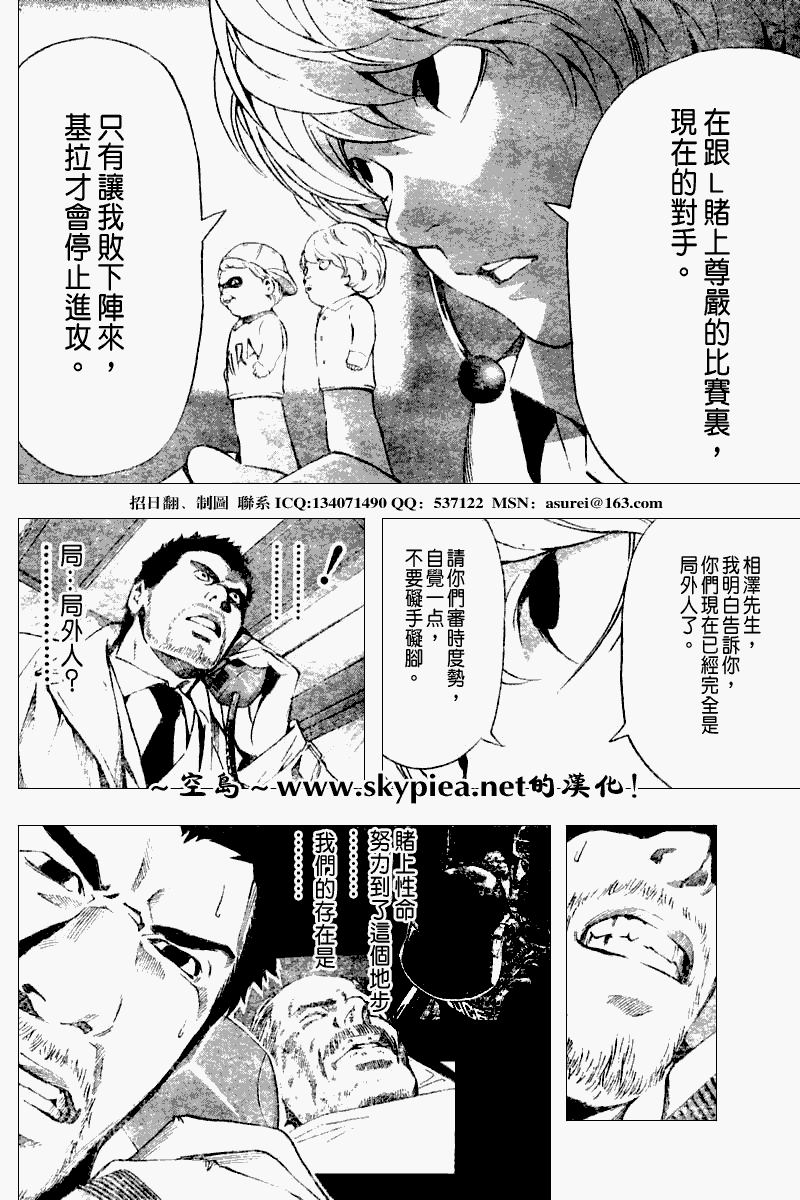 在跟L賭上尊嚴的比賽裏，
現在的對手。
只有讓我敗下陣來，
基拉才會停止進攻。
招日翻、制圖 聯系ICQ:134071490 QQ：537122 MSN：asurei@163.com
相澤先生，
我明白告訴你，
你們現在已經完全是
局外人了。
請你們審時度勢，
自覺一点，
不要礙手礙腳。
…………！
局…局外人？
…………
~空島~www.skypiea.net的漢化!
賭上性命
努力到了這個地步
…………
我們的存在是
…………